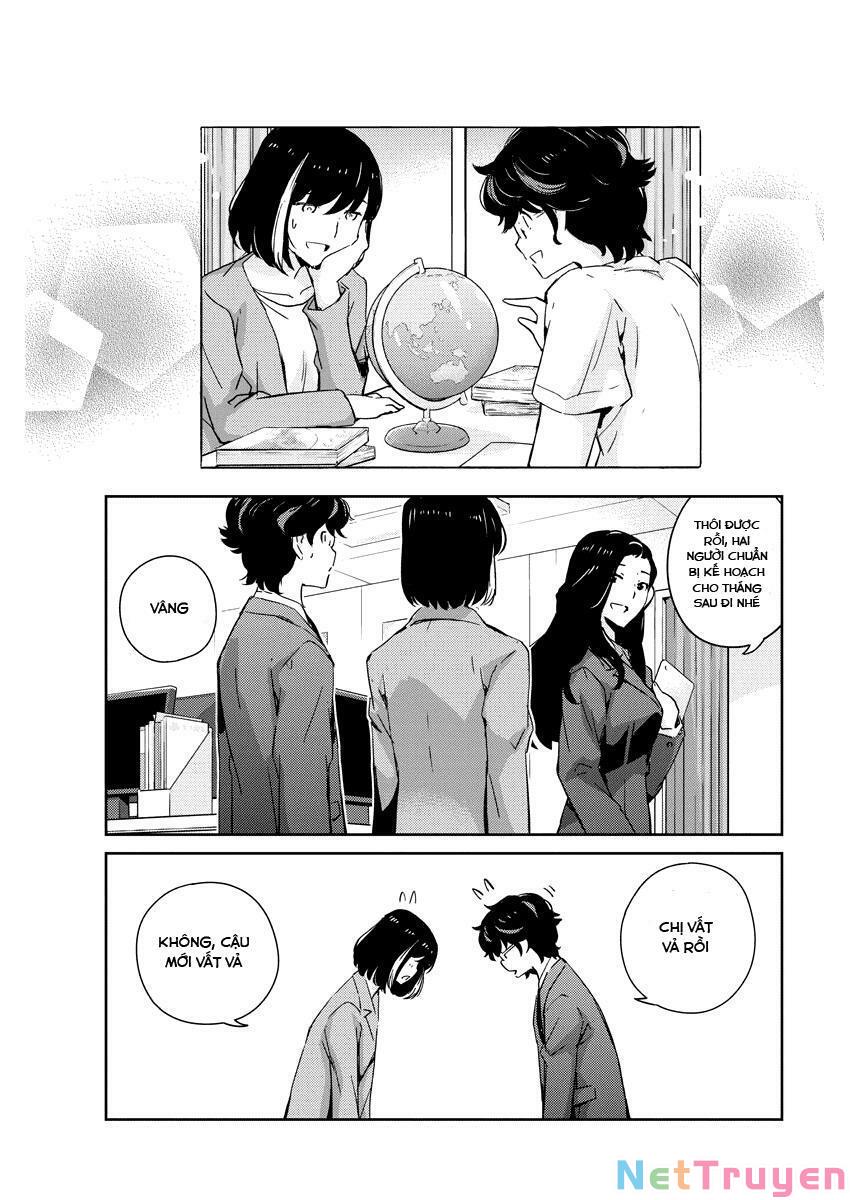 THÔI ĐƯỢC
RỒI, HAI
NGƯỜI CHUẨN
BỊ KẾ HOẠCH
CHO THÁNG
SAU ĐI NHÉ
VÂNG
CHỊ VẤT
VẢ RỒI
KHÔNG, CẬU
MỚI VẤT VẢ
NetTruyen